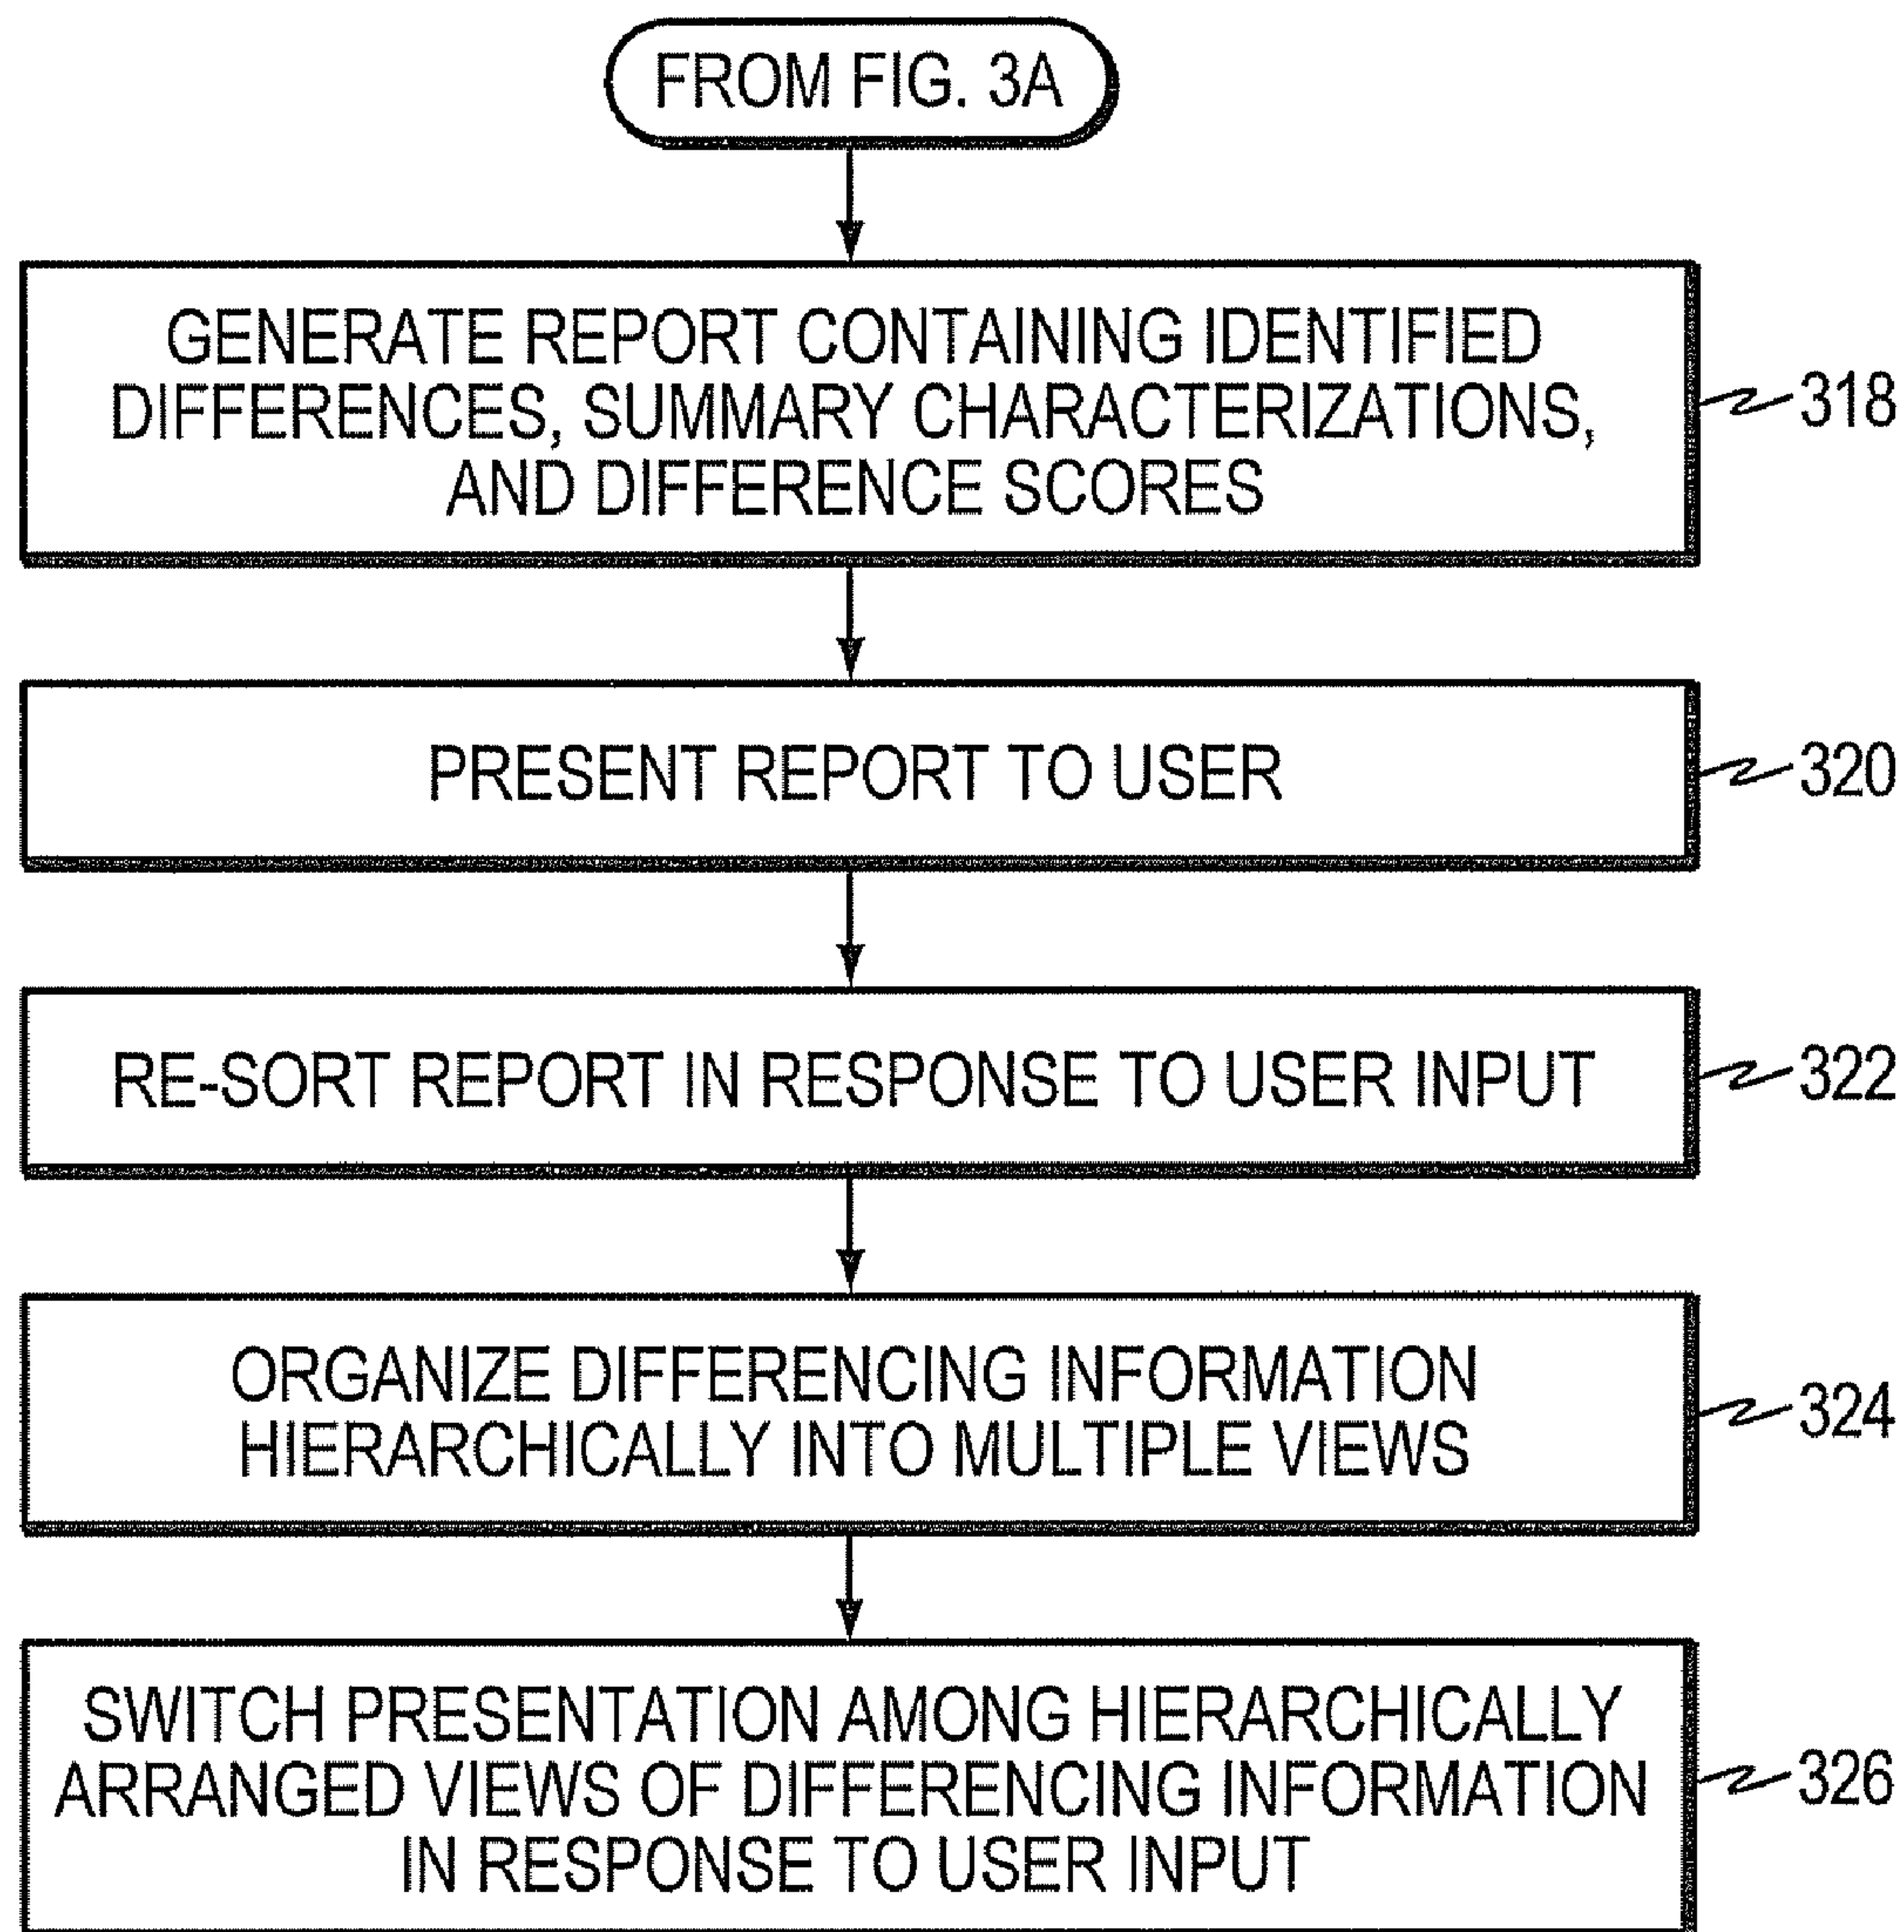 FROM FIG. 3A
GENERATE REPORT CONTAINING IDENTIFIED
DIFFERENCES, SUMMARY CHARACTERIZATIONS,
AND DIFFERENCE SCORES
318
PRESENT REPORT TO USER
320
RE-SORT REPORT IN RESPONSE TO USER INPUT
322
ORGANIZE DIFFERENCING INFORMATION
HIERARCHICALLY INTO MULTIPLE VIEWS
324
SWITCH PRESENTATION AMONG HIERARCHICALLY
ARRANGED VIEWS OF DIFFERENCING INFORMATION
IN RESPONSE TO USER INPUT
326